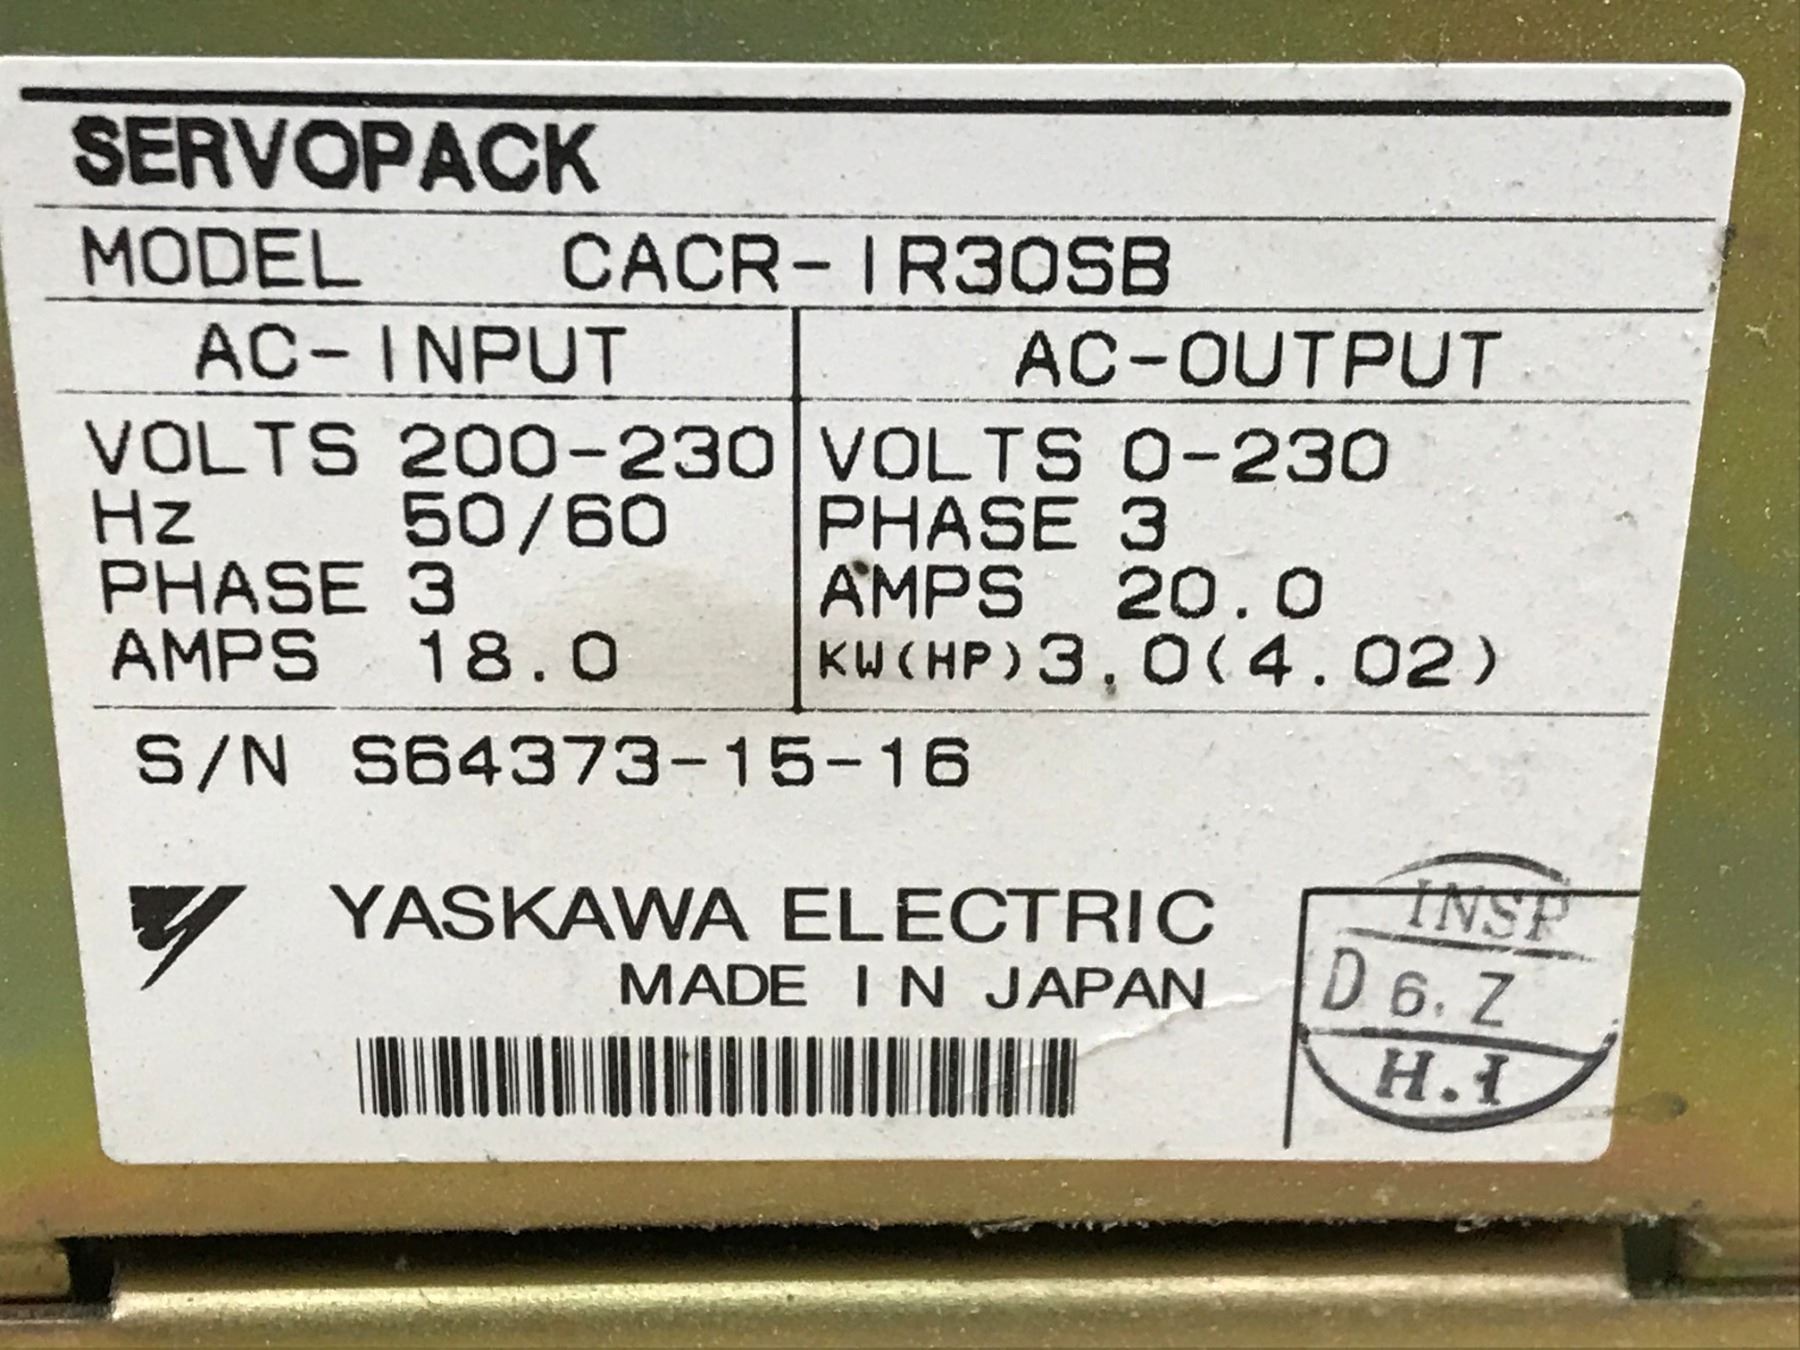 SERVOPACK
MODEL CACR-IR30SB
AC-INPUT AC-OUTPUT
VOLTS 200-230 VOLTS 0-230
Hz 50/60 PHASE 3
PHASE 3 AMPS 20.0
AMPS 18.0 KW(HP)3.0(4.02)
S/N S64373-15-16
YASKAWA ELECTRIC
MADE IN JAPAN
INSP
D 6. Z
H.I